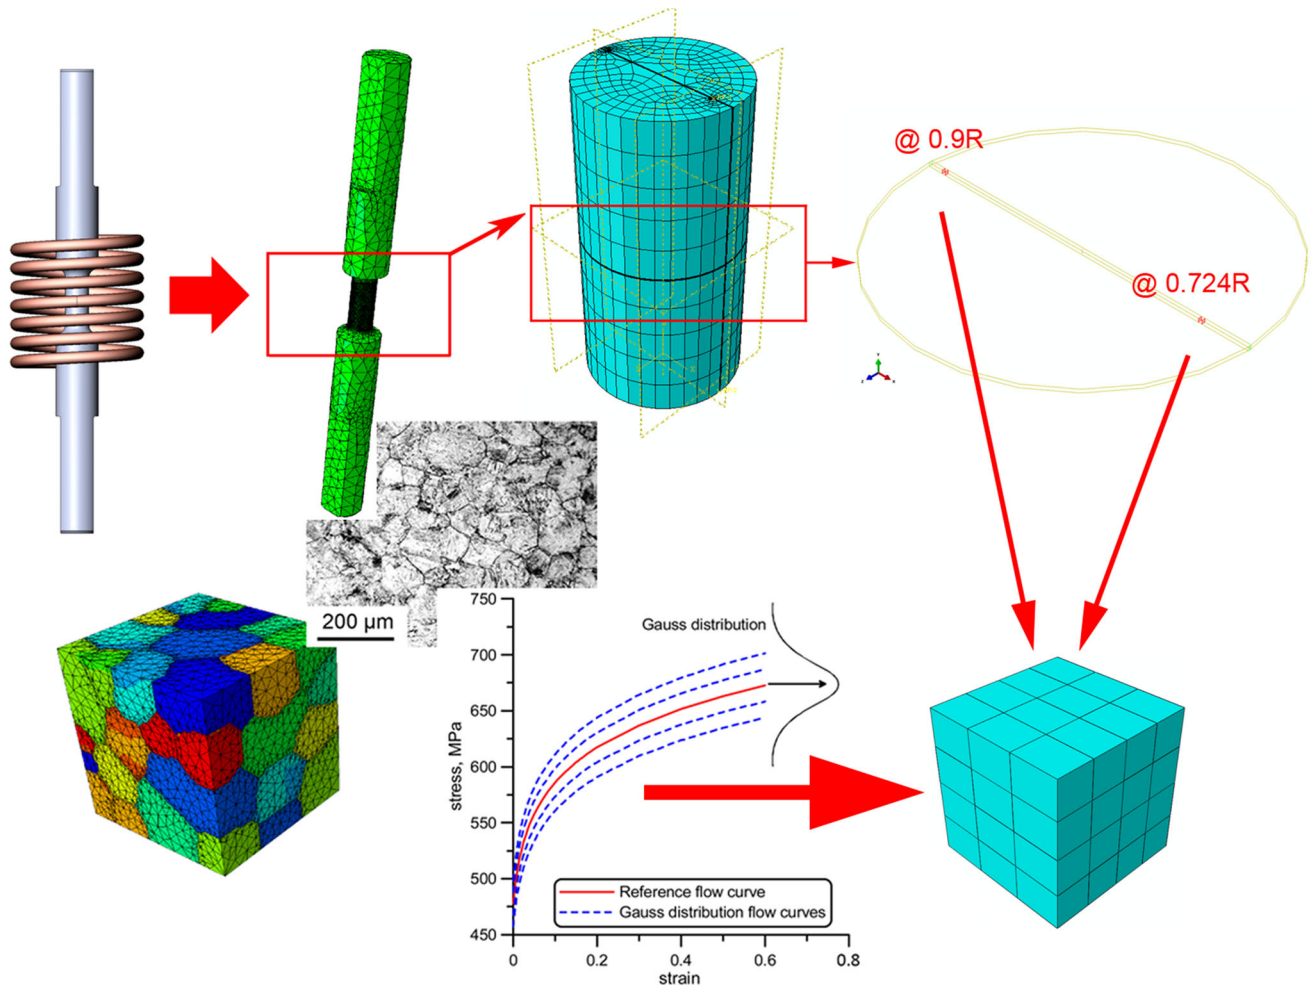 @ 0.9R
@ 0.724R
200 µm
Gauss distribution
750
700
650
600
550
500
450
stress, MPa
Reference flow curve
Gauss distribution flow curves
0
0.2
0.4
0.6
0.8
strain